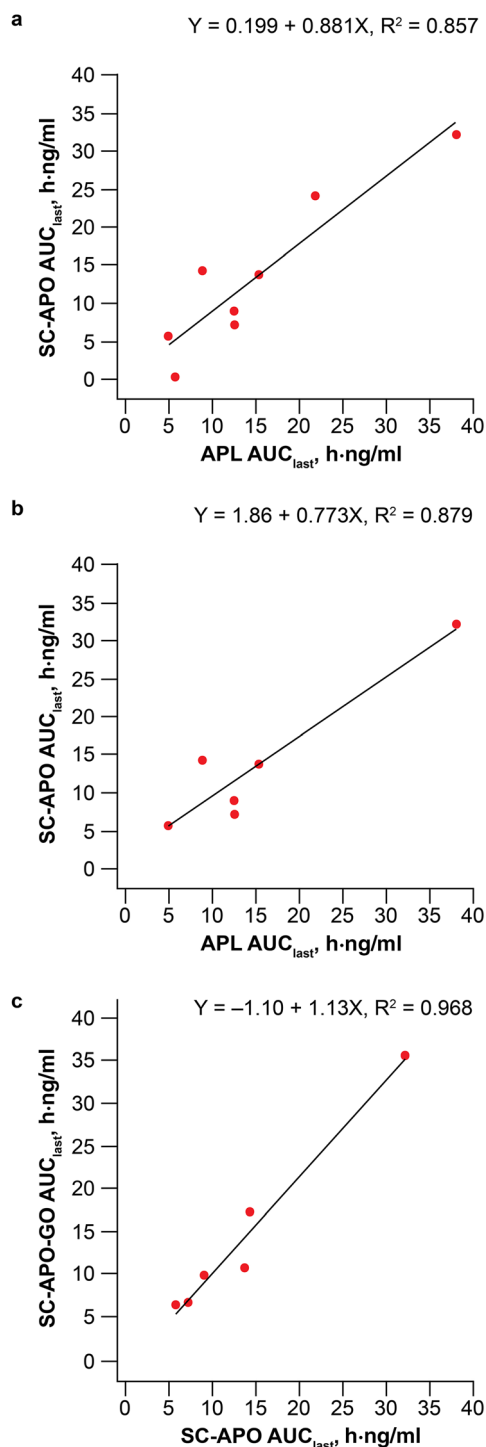 a
Y = 0.199 + 0.881X, R² = 0.857
40
35
30
25
20
15
10
5
0
SC-APO AUClast, h·ng/ml
0 5 10 15 20 25 30 35 40
APL AUClast, h·ng/ml
b
Y = 1.86 + 0.773X, R² = 0.879
40
35
30
25
20
15
10
5
0
SC-APO AUClast, h·ng/ml
0 5 10 15 20 25 30 35 40
APL AUClast, h·ng/ml
c
Y = –1.10 + 1.13X, R² = 0.968
40
35
30
25
20
15
10
5
0
SC-APO-GO AUClast, h·ng/ml
0 5 10 15 20 25 30 35 40
SC-APO AUClast, h·ng/ml